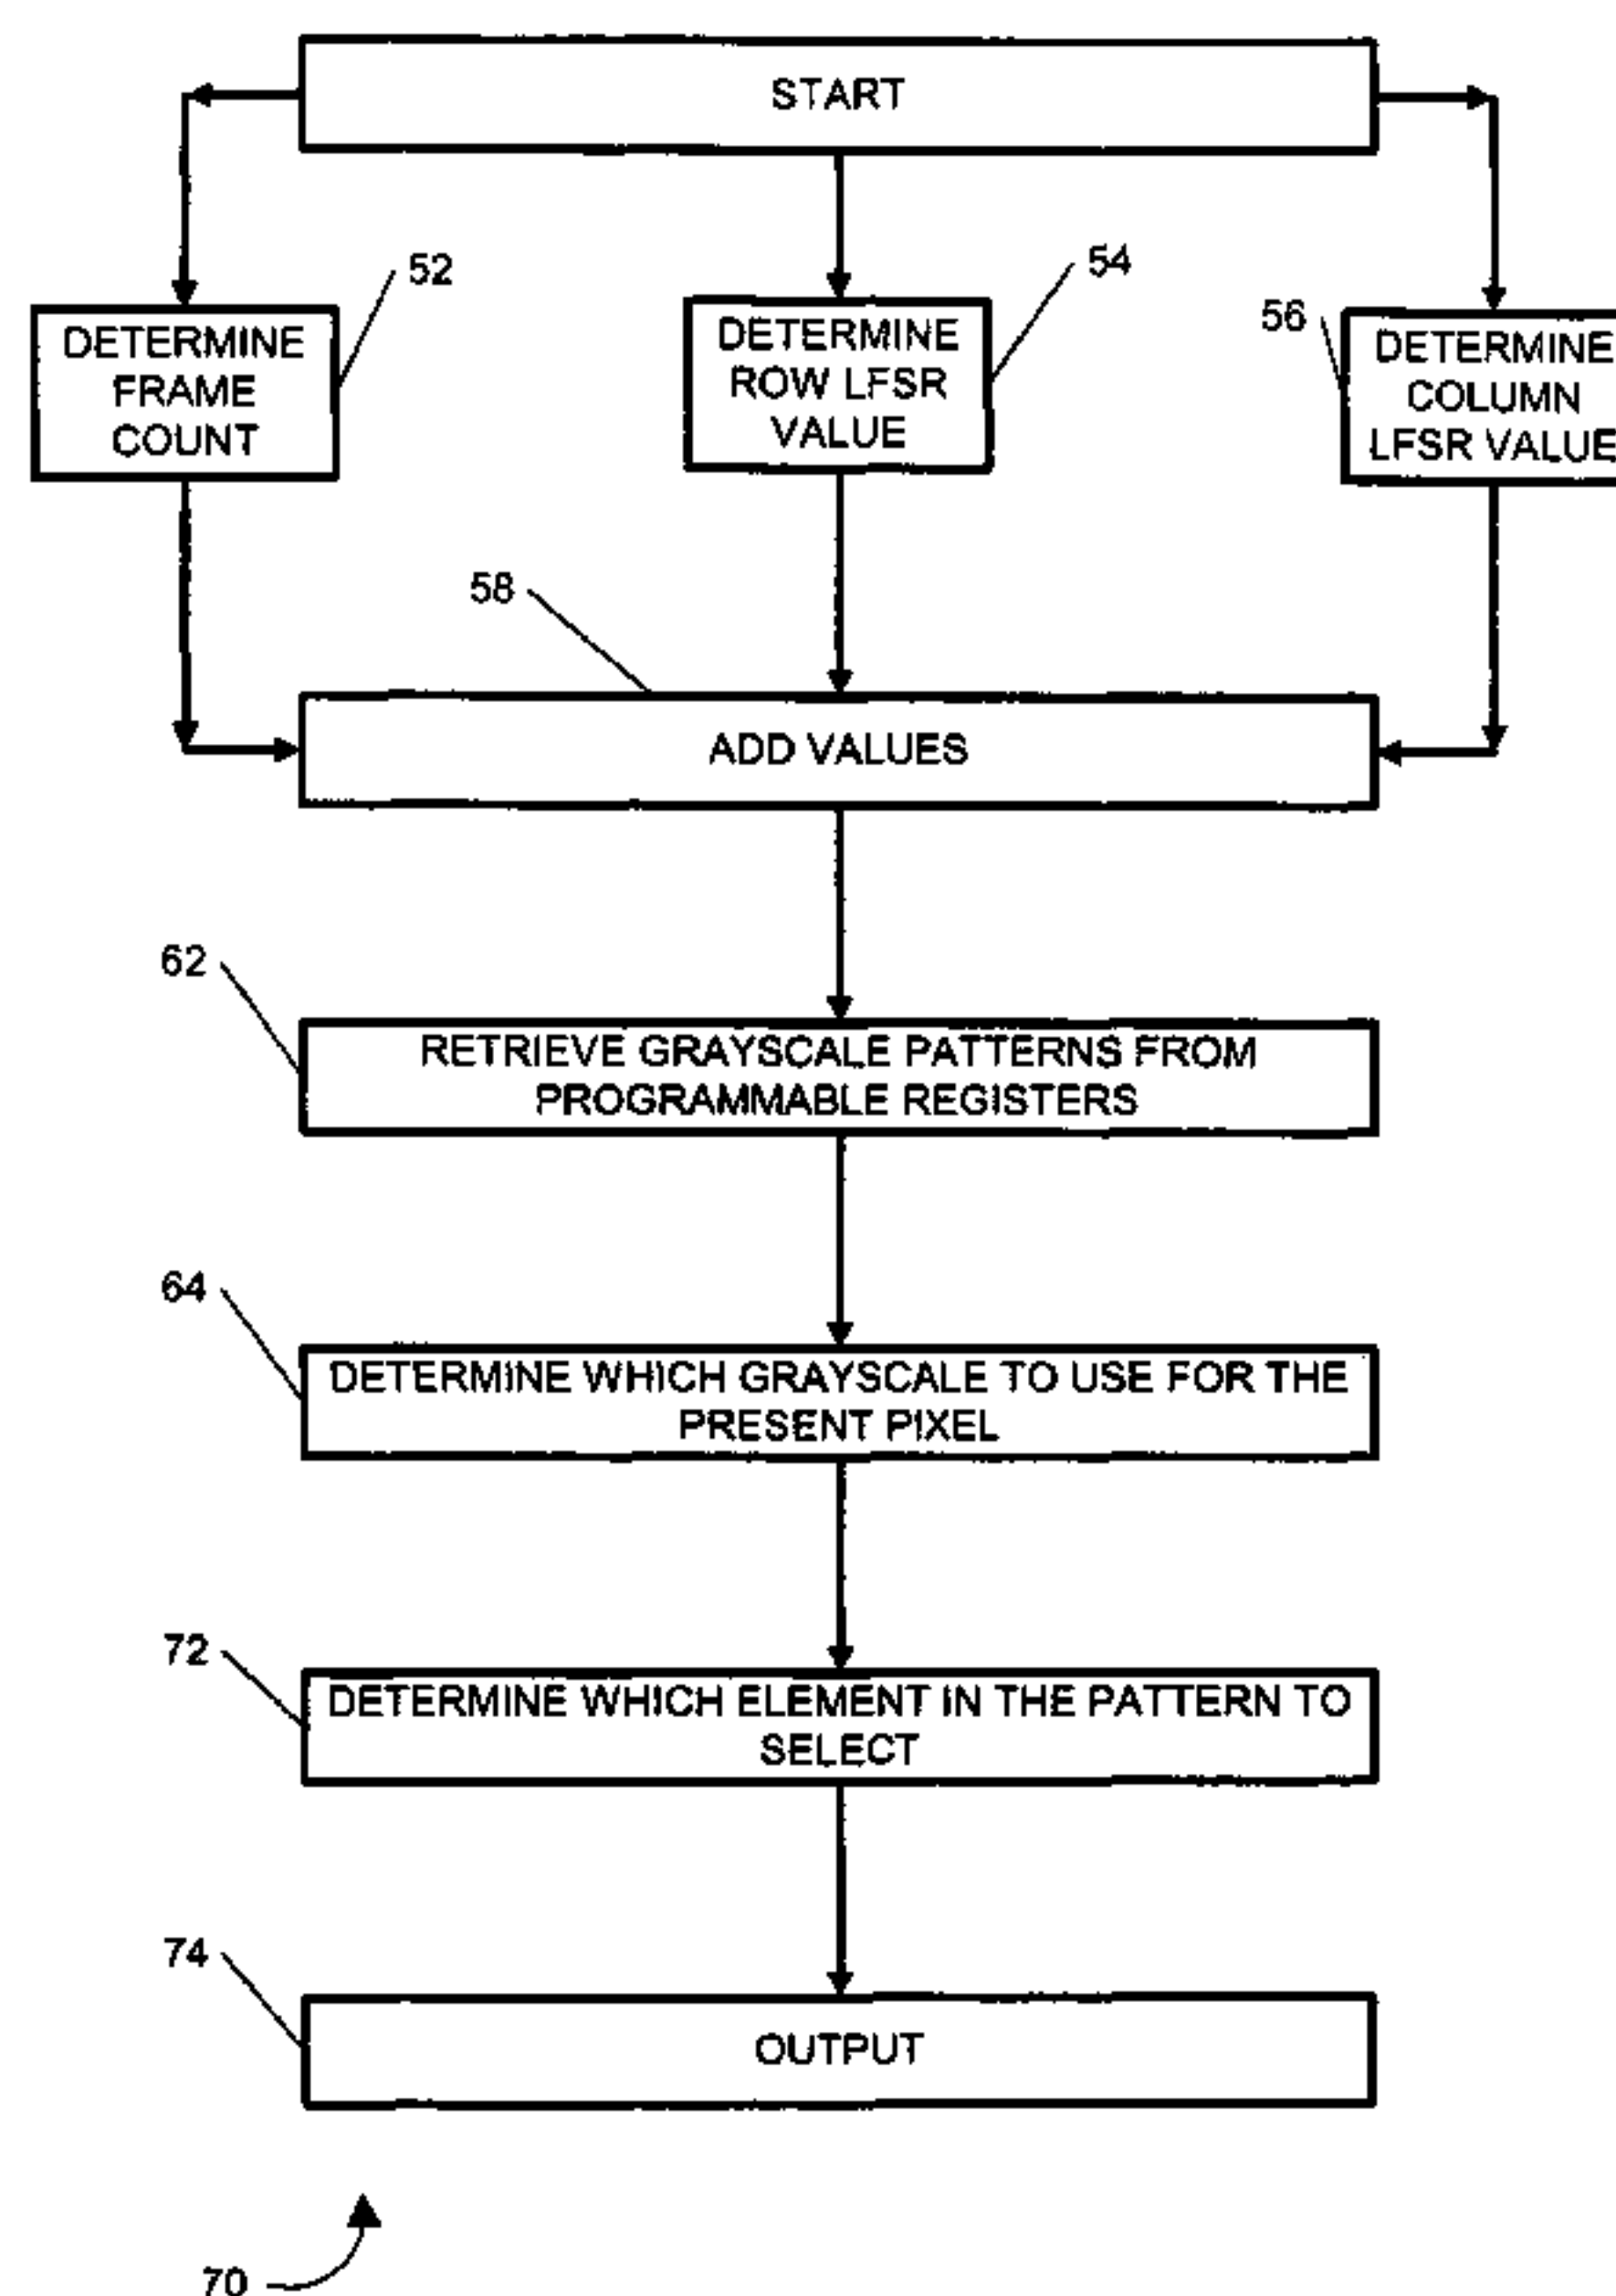 START
52
DETERMINE
FRAME
COUNT
54
DETERMINE
ROW LFSR
VALUE
56
DETERMINE
COLUMN
LFSR VALUE
58
ADD VALUES
62
RETRIEVE GRAYSCALE PATTERNS FROM
PROGRAMMABLE REGISTERS
64
DETERMINE WHICH GRAYSCALE TO USE FOR THE
PRESENT PIXEL
72
DETERMINE WHICH ELEMENT IN THE PATTERN TO
SELECT
74
OUTPUT
70